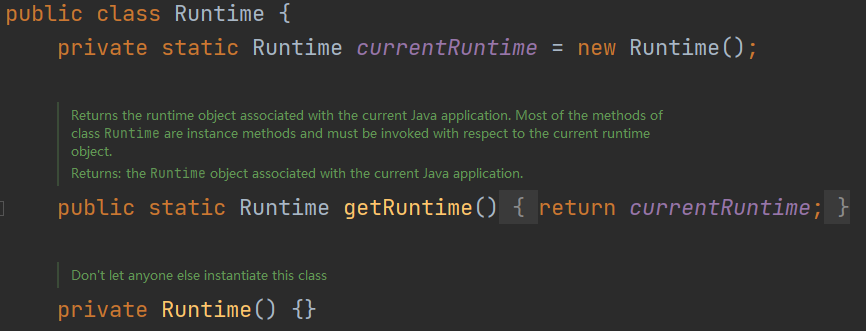 public class Runtime {
private static Runtime currentRuntime = new Runtime();
Returns the runtime object associated with the current Java application. Most of the methods of
class Runtime are instance methods and must be invoked with respect to the current runtime
object.
Returns: the Runtime object associated with the current Java application.
public static Runtime getRuntime() { return currentRuntime; }
Don't let anyone else instantiate this class
private Runtime() {}